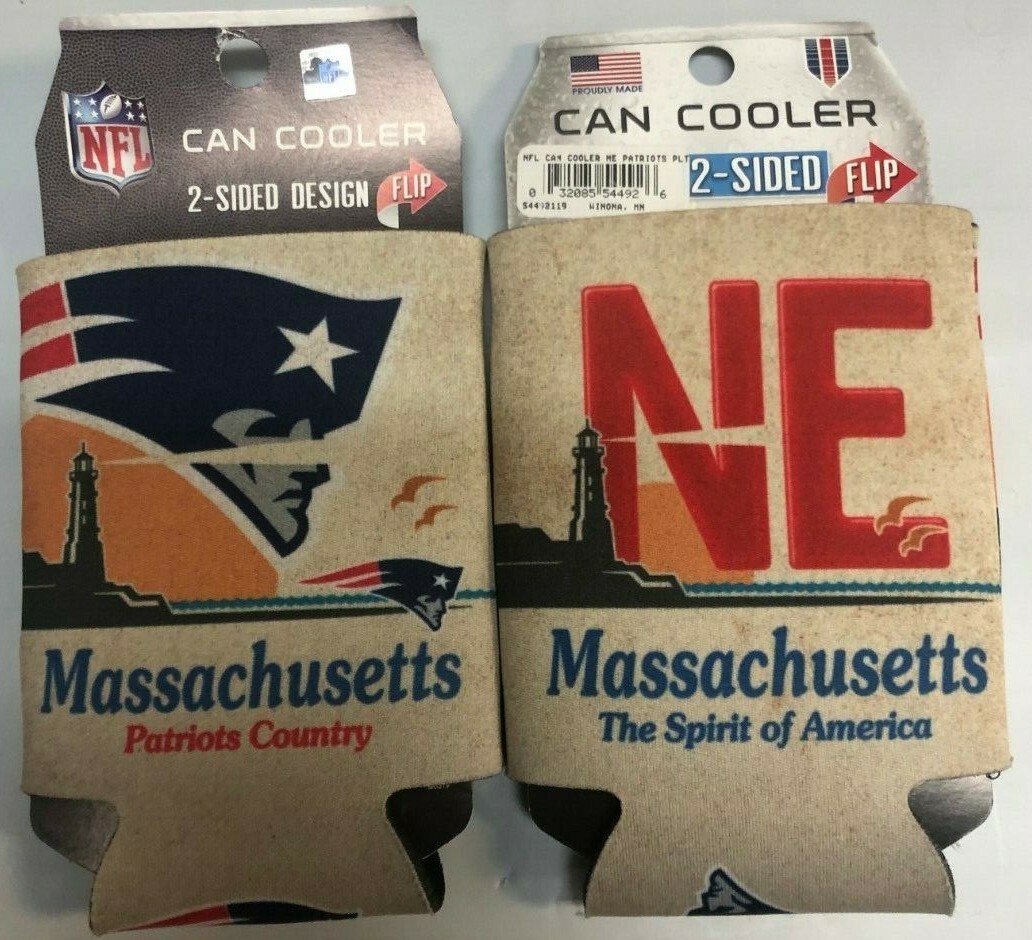 NFL
CAN COOLER
2-SIDED DESIGN
FLIP
Massachusetts
Patriots Country
PROUDLY MADE
CAN COOLER
NFL CAN COOLER NE PATRIOTS PLT
2-SIDED
FLIP
0 32085 54492 6
54492119 WINONA, MN
NE
Massachusetts
The Spirit of America